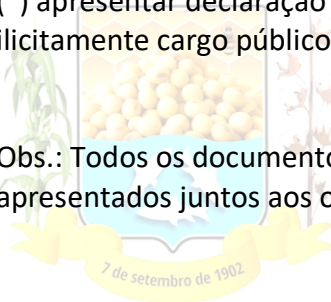 ( ) apresentar declaração
ilicitamente cargo público
Obs.: Todos os documento
apresentados juntos aos
7 de setembro de 1902